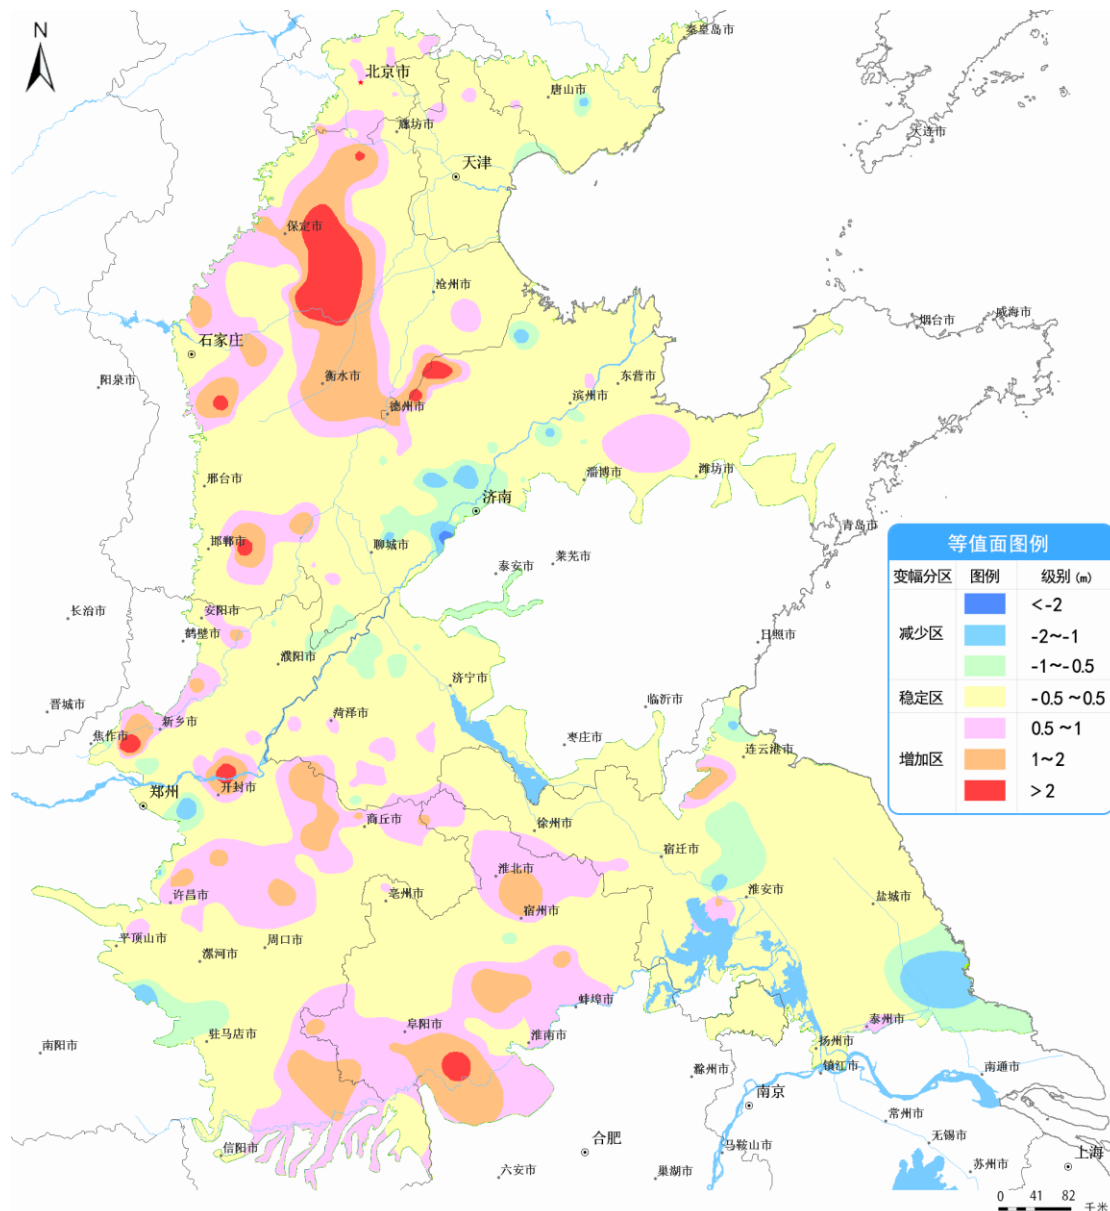 N
秦皇岛市
北京市
唐山市
廊坊市
大连市
天津
保定市
沧州市
烟台市
威海市
石家庄
阳泉市
衡水市
东营市
滨州市
德州市
邢台市
淄博市
潍坊市
济南
青岛市
邯郸市
聊城市
莱芜市
泰安市
长治市
安阳市
鹤壁市
日照市
濮阳市
济宁市
晋城市
临沂市
菏泽市
新乡市
焦作市
枣庄市
连云港市
郑州
开封市
商丘市
徐州市
宿迁市
淮北市
许昌市
亳州市
淮安市
盐城市
宿州市
平顶山市
漯河市
周口市
蚌埠市
驻马店市
阜阳市
淮南市
泰州市
南阳市
扬州市
滁州市
镇江市
南通市
南京
常州市
信阳市
合肥
马鞍山市
无锡市
六安市
巢湖市
苏州市
上海
等值面图例
变幅分区 图例 级别 (m)
减少区
<-2
-2~-1
-1~-0.5
稳定区 -0.5~0.5
增加区
0.5~1
1~2
>2
0 41 82
千米